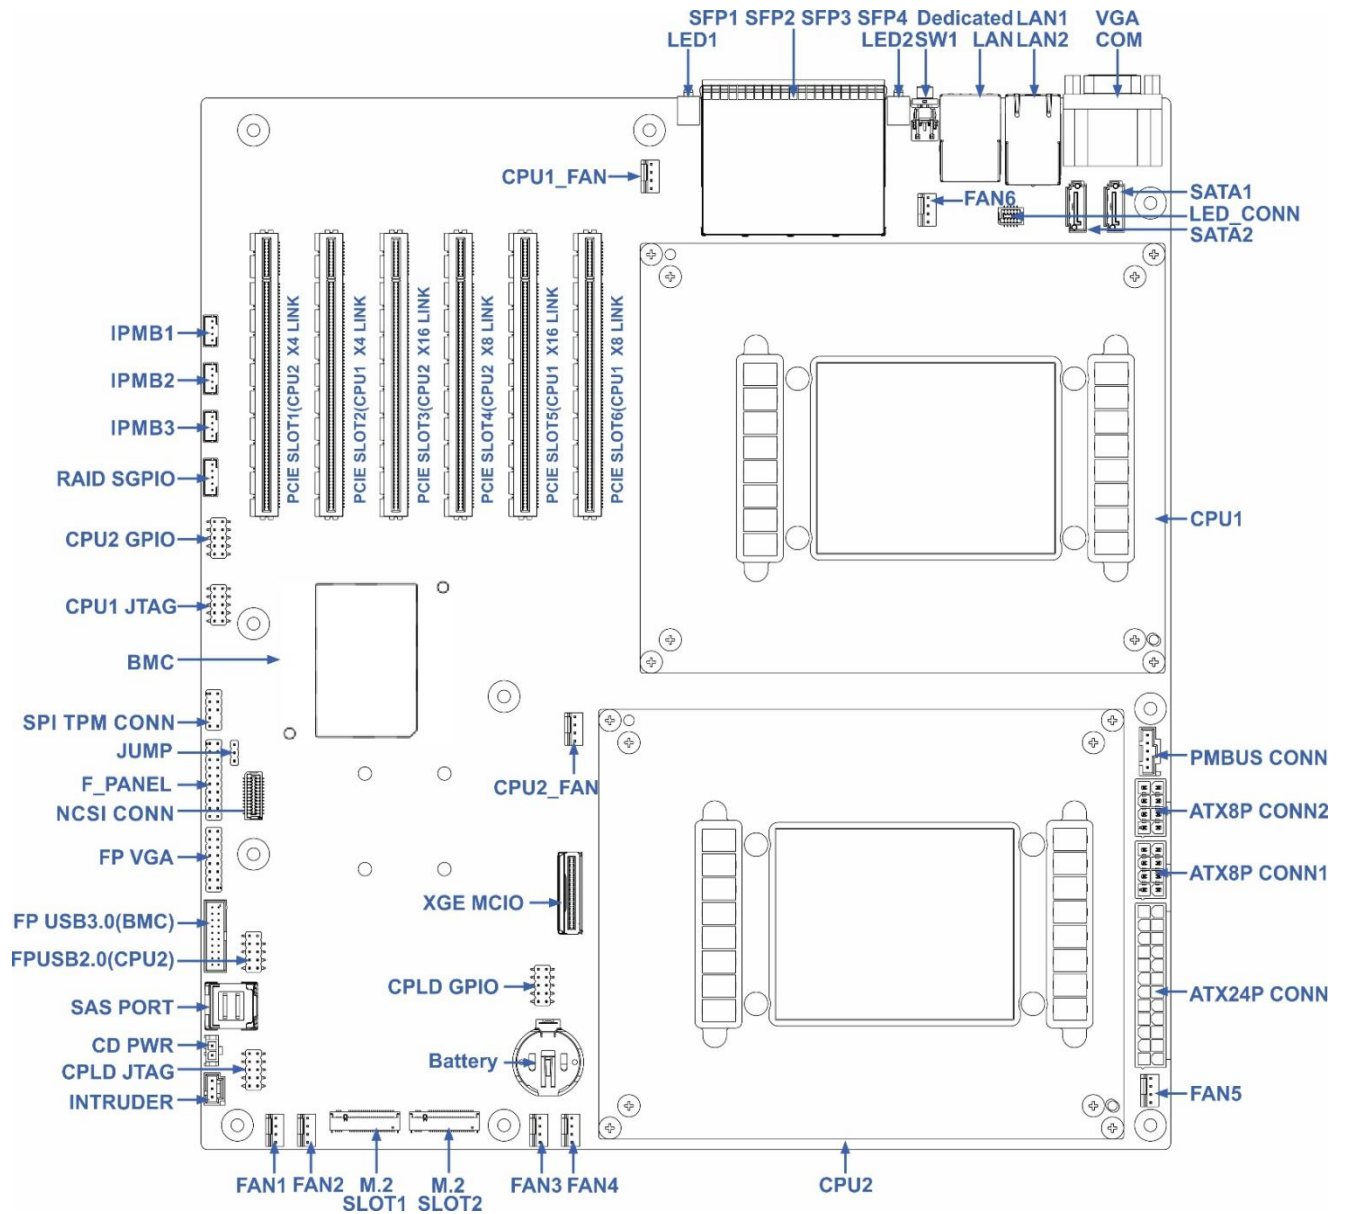 SFP1 SFP2 SFP3 SFP4 Dedicated LAN1 VGA
LED1 LED2 SW1 LAN LAN2 COM
CPU1_FAN
FAN6
SATA1
LED_CONN
SATA2
IPMB1
IPMB2
IPMB3
RAID SGPIO
CPU2 GPIO
CPU1 JTAG
BMC
SPI TPM CONN
JUMP
F_PANEL
NCSI CONN
FP VGA
FP USB3.0(BMC)
FPUSB2.0(CPU2)
SAS PORT
CD PWR
CPLD JTAG
INTRUDER
PCIE SLOT1(CPU2 X4 LINK
PCIE SLOT2(CPU1 X4 LINK
PCIE SLOT3(CPU2 X16 LINK
PCIE SLOT4(CPU2 X8 LINK
PCIE SLOT5(CPU1 X16 LINK
PCIE SLOT6(CPU1 X8 LINK
CPU1
CPU2_FAN
XGE MCIO
CPLD GPIO
Battery
PMBUS CONN
ATX8P CONN2
ATX8P CONN1
ATX24P CONN
FAN5
FAN1 FAN2 M.2 M.2 FAN3 FAN4 CPU2
SLOT1 SLOT2